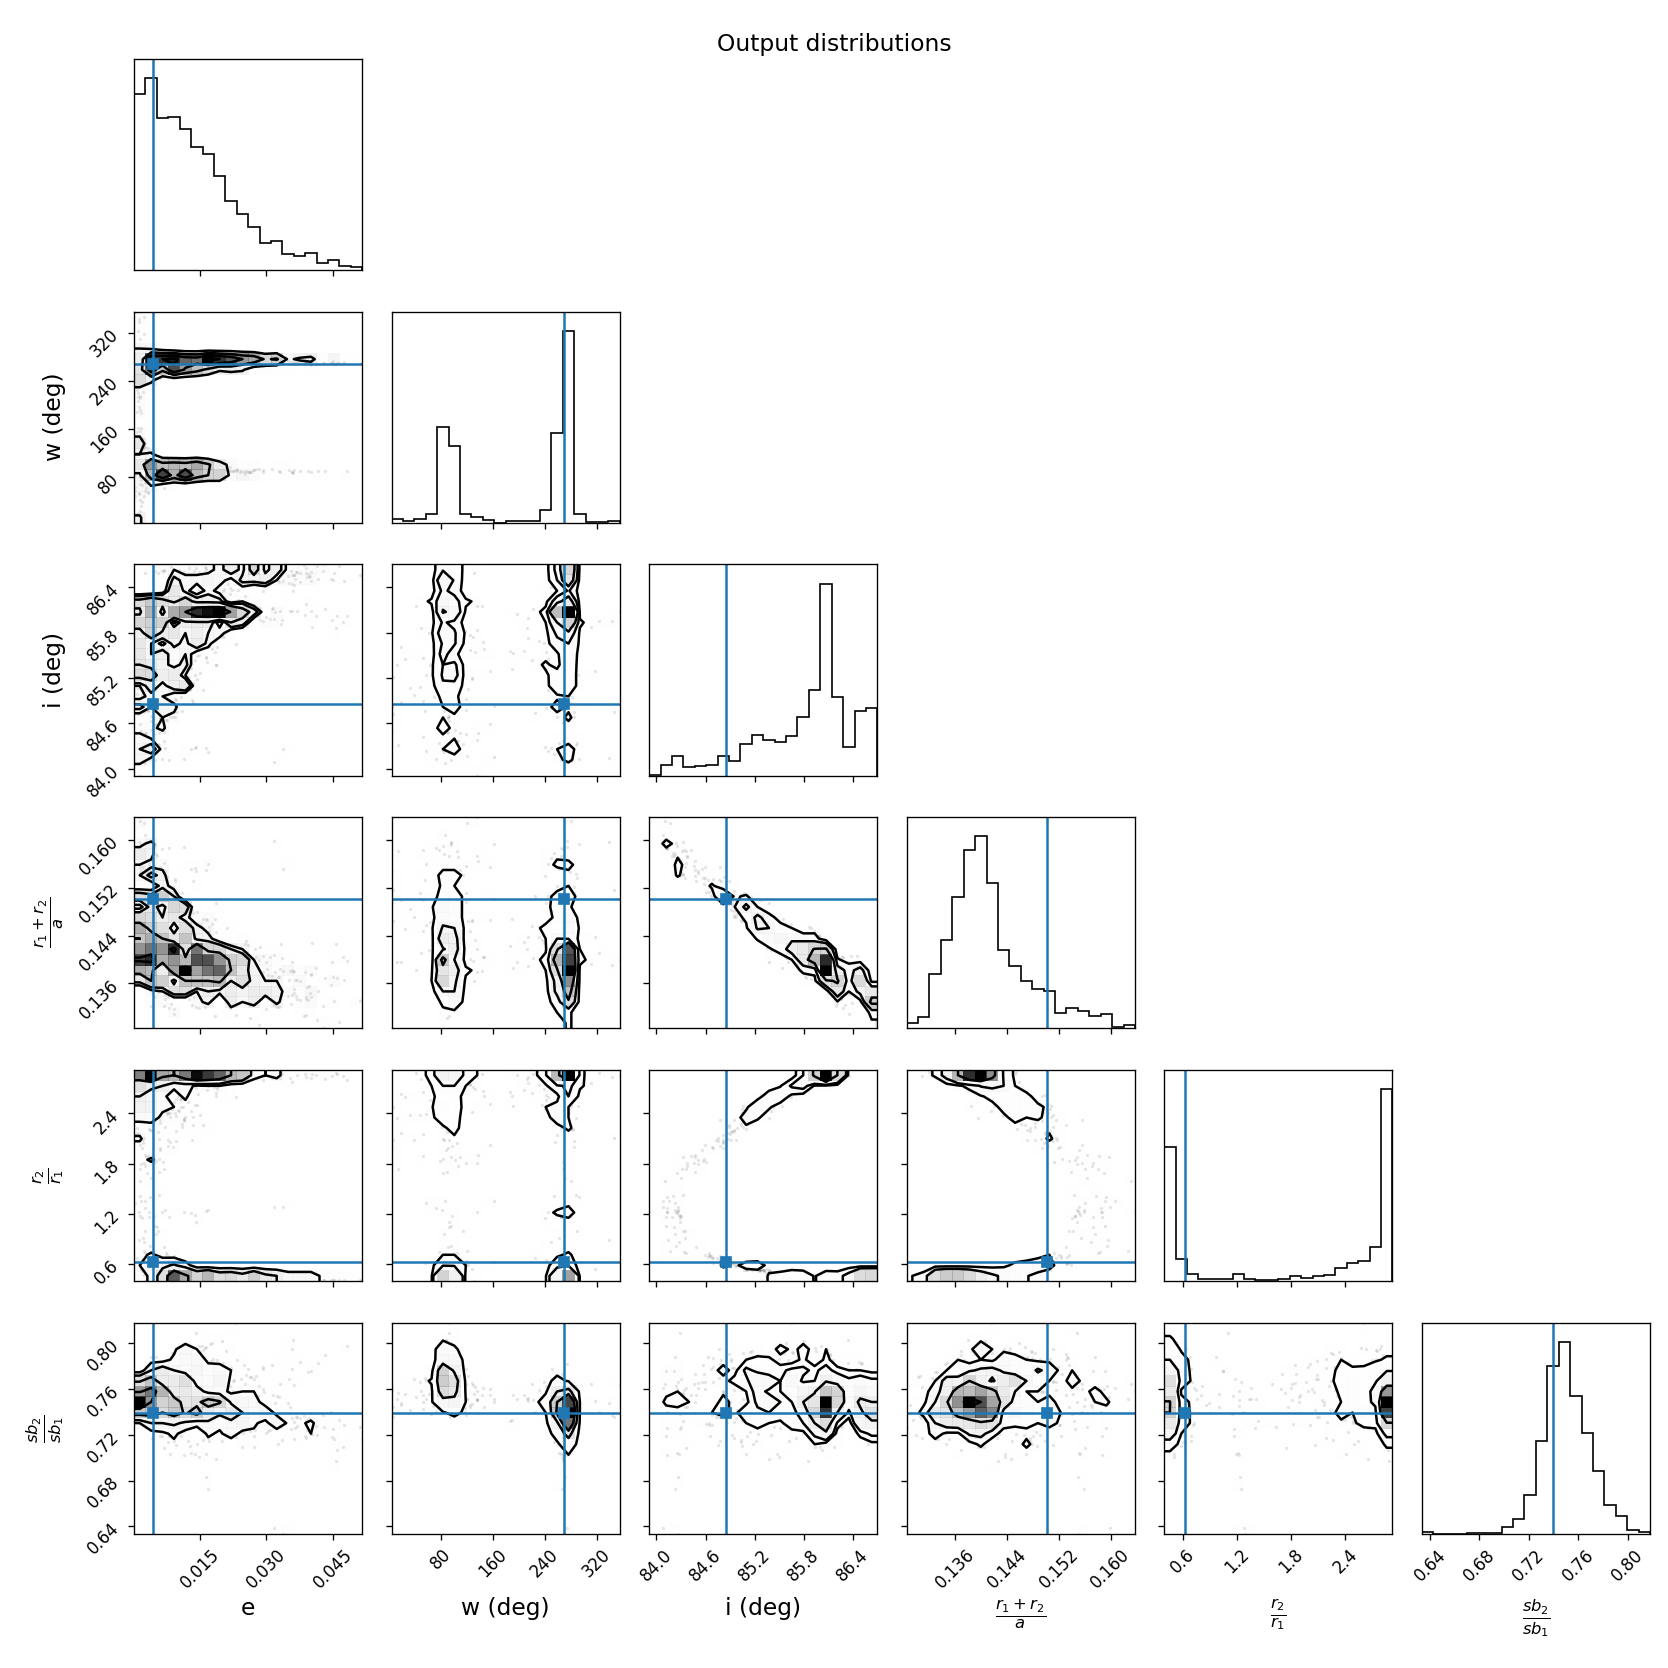 Output distributions
w (deg)
320
240
160
80
i (deg)
86.4
85.8
85.2
84.6
84.0
r₁ + r₂
a
0.160
0.152
0.144
0.136
r₂
r₁
2.4
1.8
1.2
0.6
sb₂
sb₁
0.80
0.76
0.72
0.68
0.64
0.015 0.030 0.045 80 160 240 320 84.0 84.6 85.2 85.8 86.4 0.136 0.144 0.152 0.160 0.6 1.2 1.8 2.4 0.64 0.68 0.72 0.76 0.80
e w (deg) i (deg) r₁ + r₂ r₂ sb₂
a r₁ sb₁